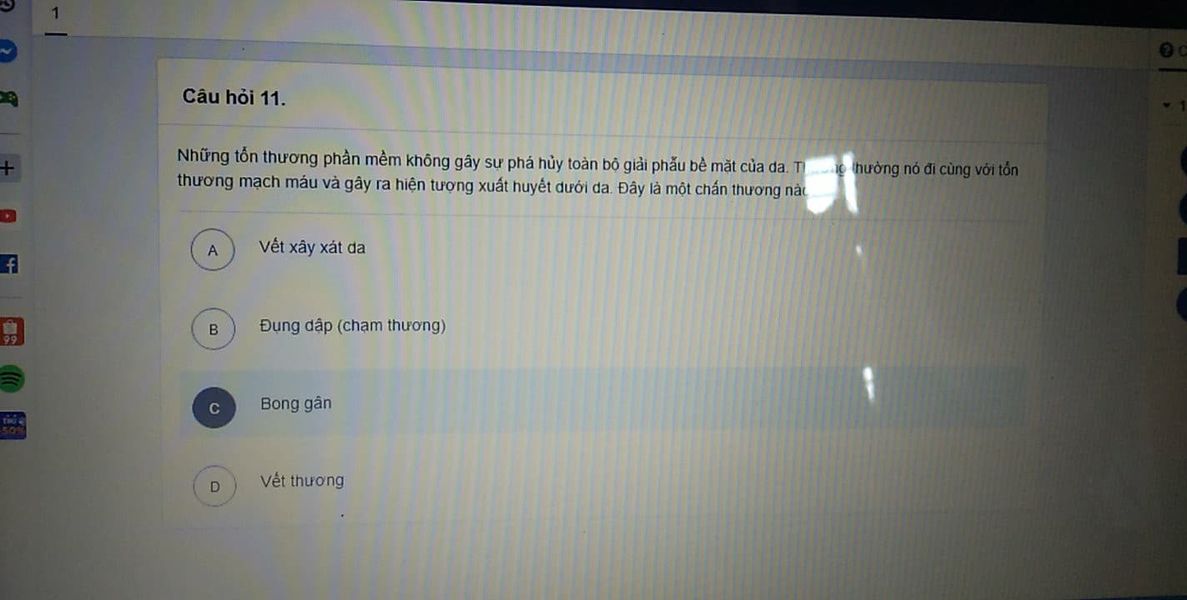 1
Câu hỏi 11.
Những tổn thương phần mềm không gây sự phá hủy toàn bộ giải phẫu bề mặt của da. thường nó đi cùng với tổn
thương mạch máu và gây ra hiện tượng xuất huyết dưới da. Đây là một chấn thương
A Vết xây xát da
B Đụng dập (chạm thương)
C Bong gân
D Vết thương
99
50%
1